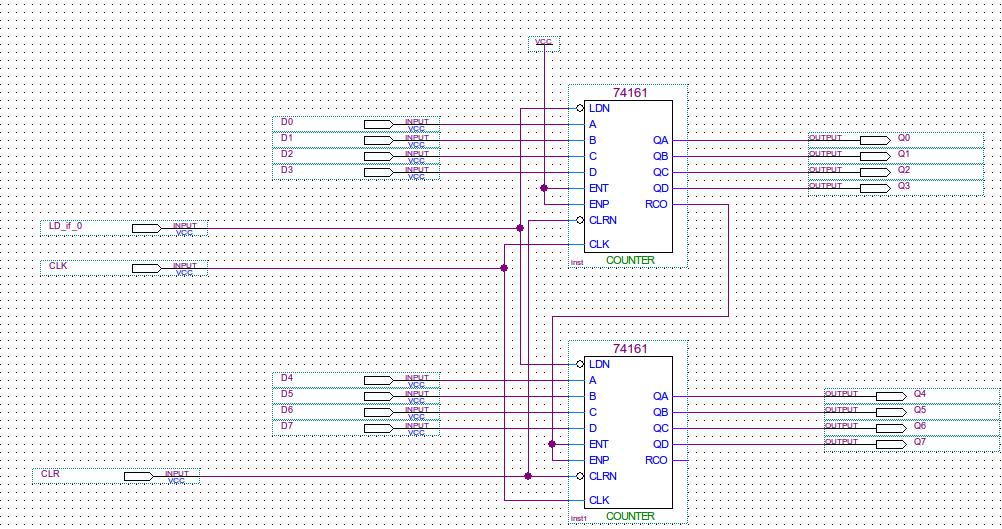 VCC
74161
LDN
D0 INPUT VCC A
D1 INPUT VCC B QA OUTPUT Q0
D2 INPUT VCC C QB OUTPUT Q1
D3 INPUT VCC D QC OUTPUT Q2
ENT QD OUTPUT Q3
ENP RCO
LD_if_0 INPUT VCC CLRN
CLK INPUT VCC CLK
inst COUNTER
74161
LDN
D4 INPUT VCC A
D5 INPUT VCC B QA OUTPUT Q4
D6 INPUT VCC C QB OUTPUT Q5
D7 INPUT VCC D QC OUTPUT Q6
ENT QD OUTPUT Q7
ENP RCO
CLR INPUT VCC CLRN
CLK
inst1 COUNTER